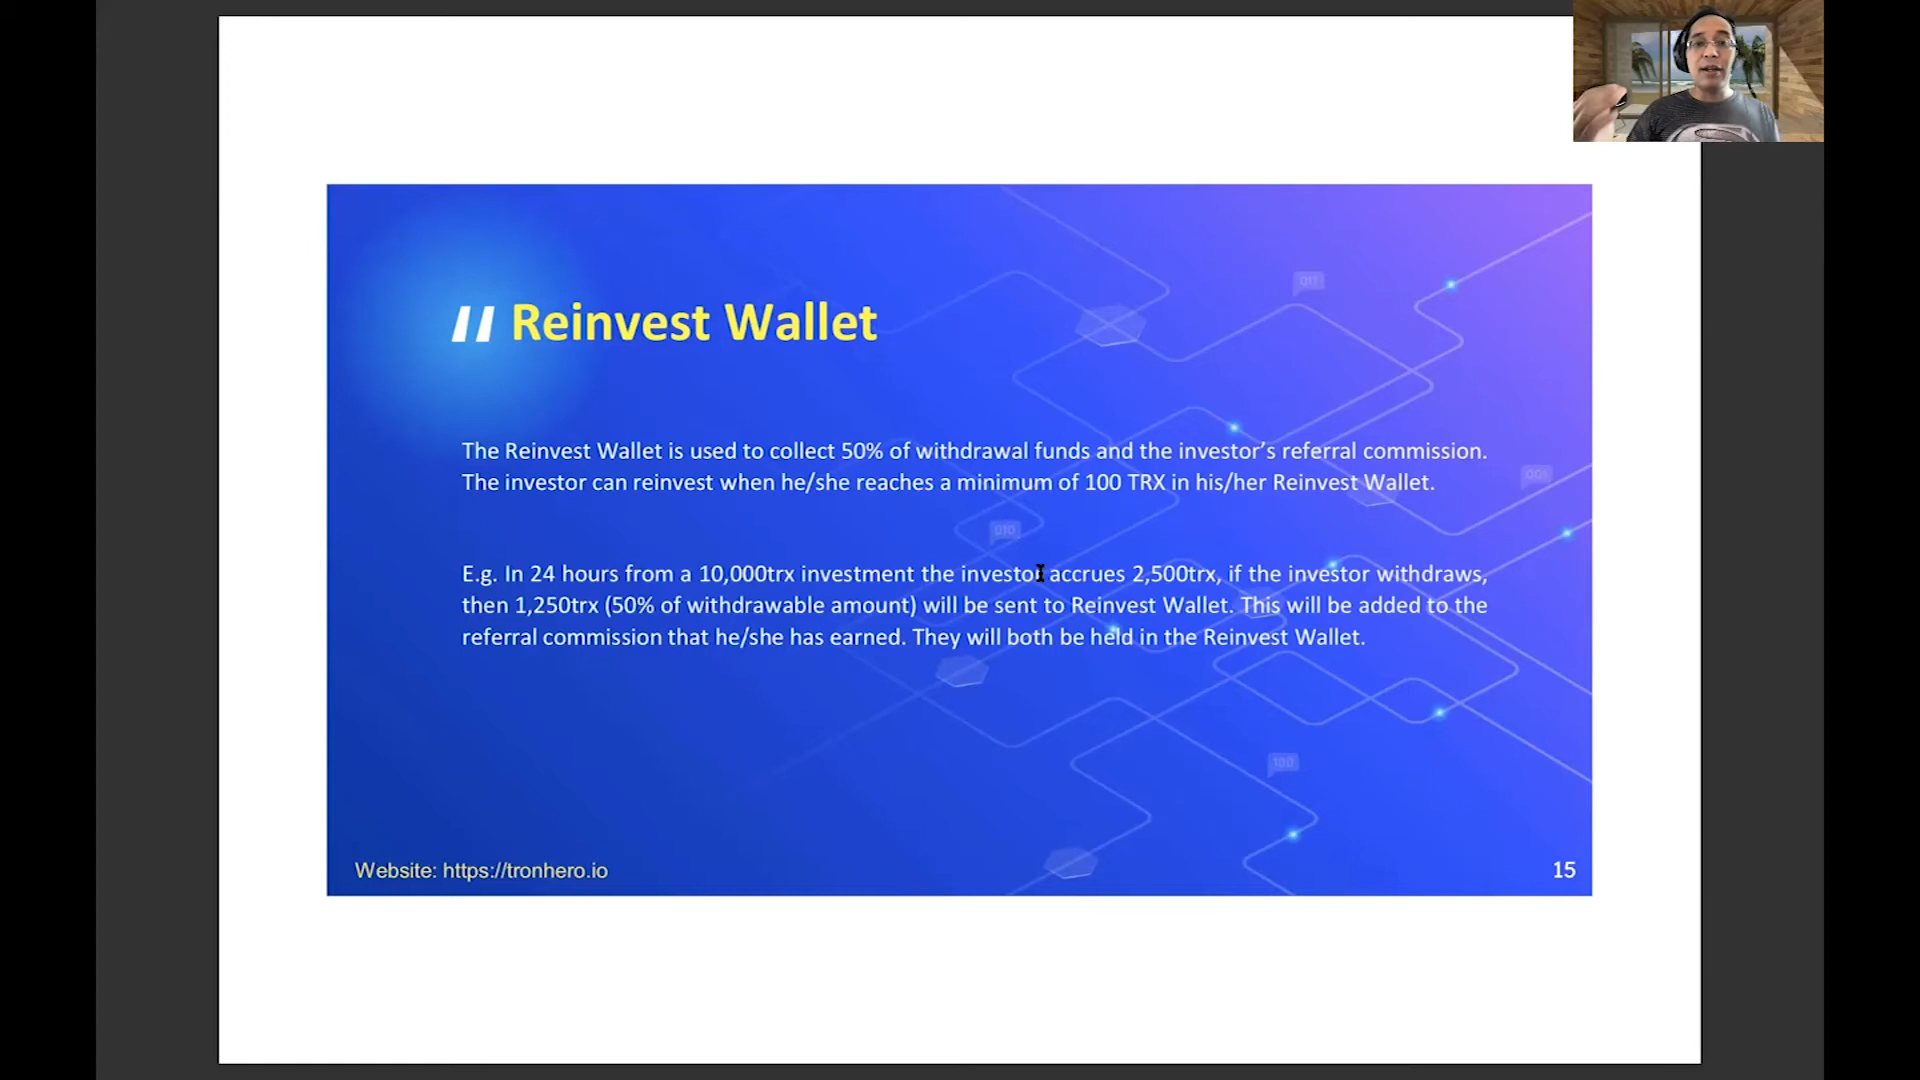 Reinvest Wallet
The Reinvest Wallet is used to collect 50% of withdrawal funds and the investor’s referral commission.
The investor can reinvest when he/she reaches a minimum of 100 TRX in his/her Reinvest Wallet.
011
001
010
E.g. In 24 hours from a 10,000trx investment the investor accrues 2,500trx, if the investor withdraws,
then 1,250trx (50% of withdrawable amount) will be sent to Reinvest Wallet. This will be added to the
referral commission that he/she has earned. They will both be held in the Reinvest Wallet.
100
Website: https://tronhero.io
15